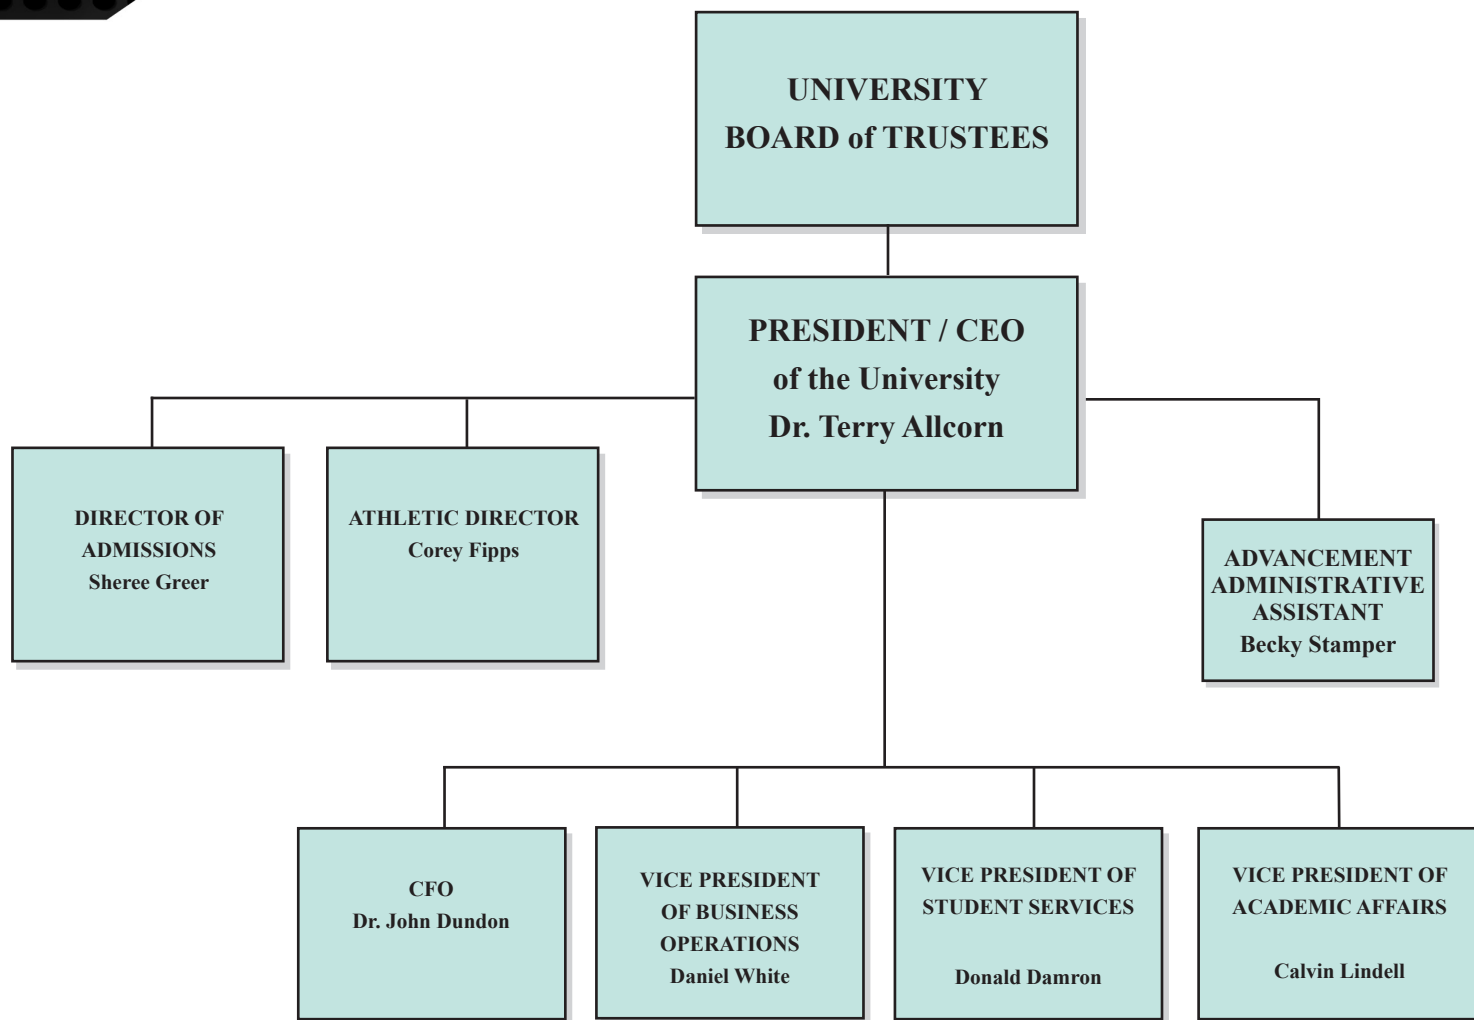 UNIVERSITY
BOARD of TRUSTEES
PRESIDENT / CEO
of the University
Dr. Terry Allcorn
DIRECTOR OF
ADMISSIONS
Sheree Greer
ATHLETIC DIRECTOR
Corey Fipps
ADVANCEMENT
ADMINISTRATIVE
ASSISTANT
Becky Stamper
CFO
Dr. John Dundon
VICE PRESIDENT
OF BUSINESS
OPERATIONS
Daniel White
VICE PRESIDENT OF
STUDENT SERVICES
Donald Damron
VICE PRESIDENT OF
ACADEMIC AFFAIRS
Calvin Lindell